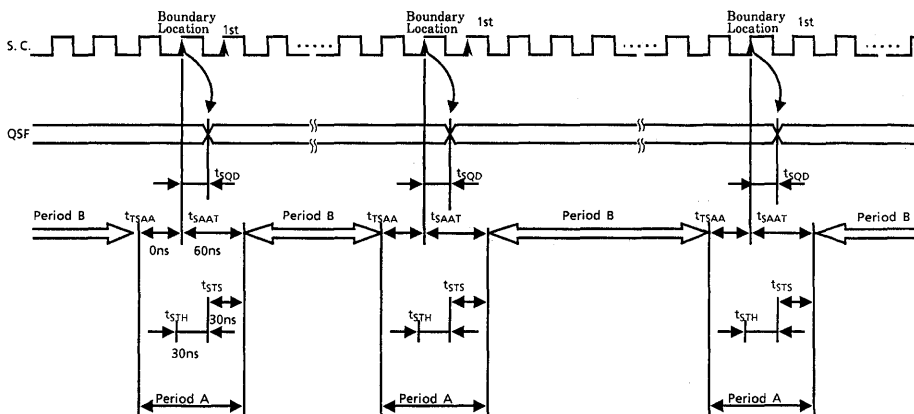 Boundary Location 1st Boundary Location 1st Boundary Location 1st
S. C.
QSF
tSQD tSQD tSQD
Period B tTSAA tSAAT Period B tTSAA tSAAT Period B tTSAA tSAAT Period B
0ns 60ns
tSTS tSTS tSTS
tSTH 30ns tSTH tSTH
30ns
Period A Period A Period A